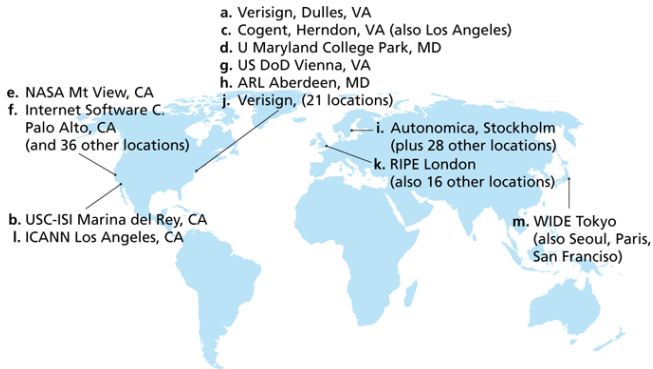 a. Verisign, Dulles, VA
c. Cogent, Herndon, VA (also Los Angeles)
d. U Maryland College Park, MD
g. US DoD Vienna, VA
h. ARL Aberdeen, MD
j. Verisign, (21 locations)
e. NASA Mt View, CA
f. Internet Software C.
Palo Alto, CA
(and 36 other locations)
i. Autonomica, Stockholm
(plus 28 other locations)
k. RIPE London
(also 16 other locations)
b. USC-ISI Marina del Rey, CA
l. ICANN Los Angeles, CA
m. WIDE Tokyo
(also Seoul, Paris,
San Franciso)